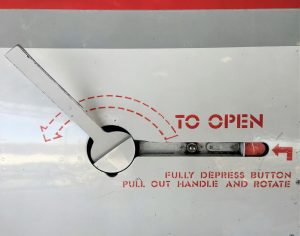 TO OPEN
FULLY DEPRESS BUTTON
PULL OUT HANDLE AND ROTATE